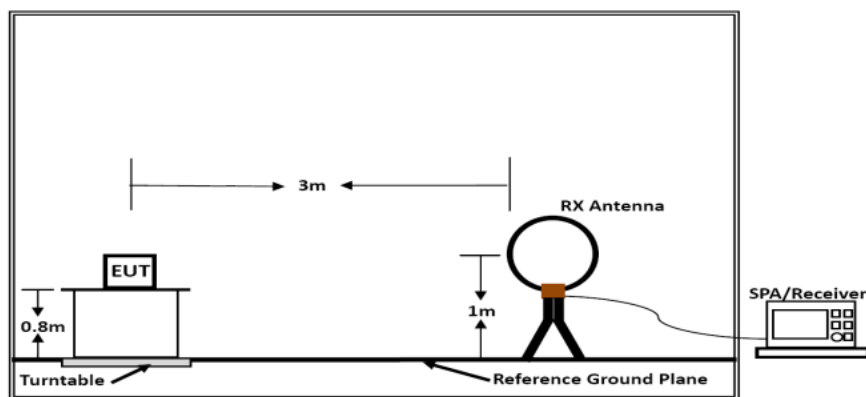 3m
RX Antenna
EUT
SPA/Receiver
0.8m
1m
Turntable
Reference Ground Plane